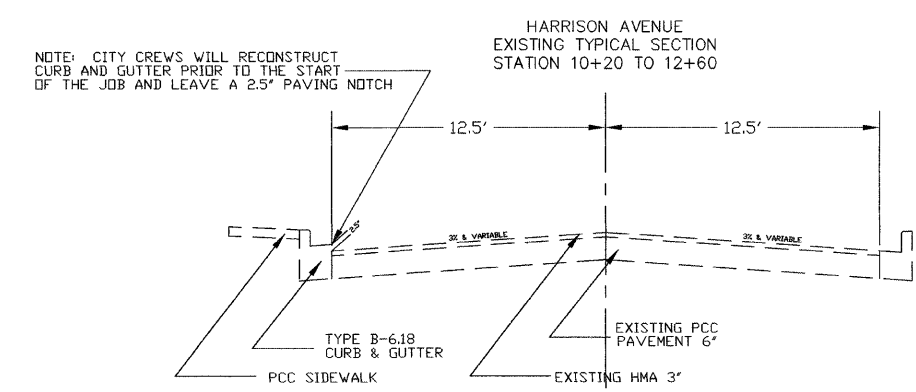 HARRISON AVENUE
EXISTING TYPICAL SECTION
STATION 10+20 TO 12+60
NOTE: CITY CREWS WILL RECONSTRUCT
CURB AND GUTTER PRIOR TO THE START
OF THE JOB AND LEAVE A 2.5" PAVING NOTCH
12.5'
12.5'
2.5"
3% & VARIABLE
3% & VARIABLE
TYPE B-6.18
CURB & GUTTER
EXISTING PCC
PAVEMENT 6"
PCC SIDEWALK
EXISTING HMA 3"